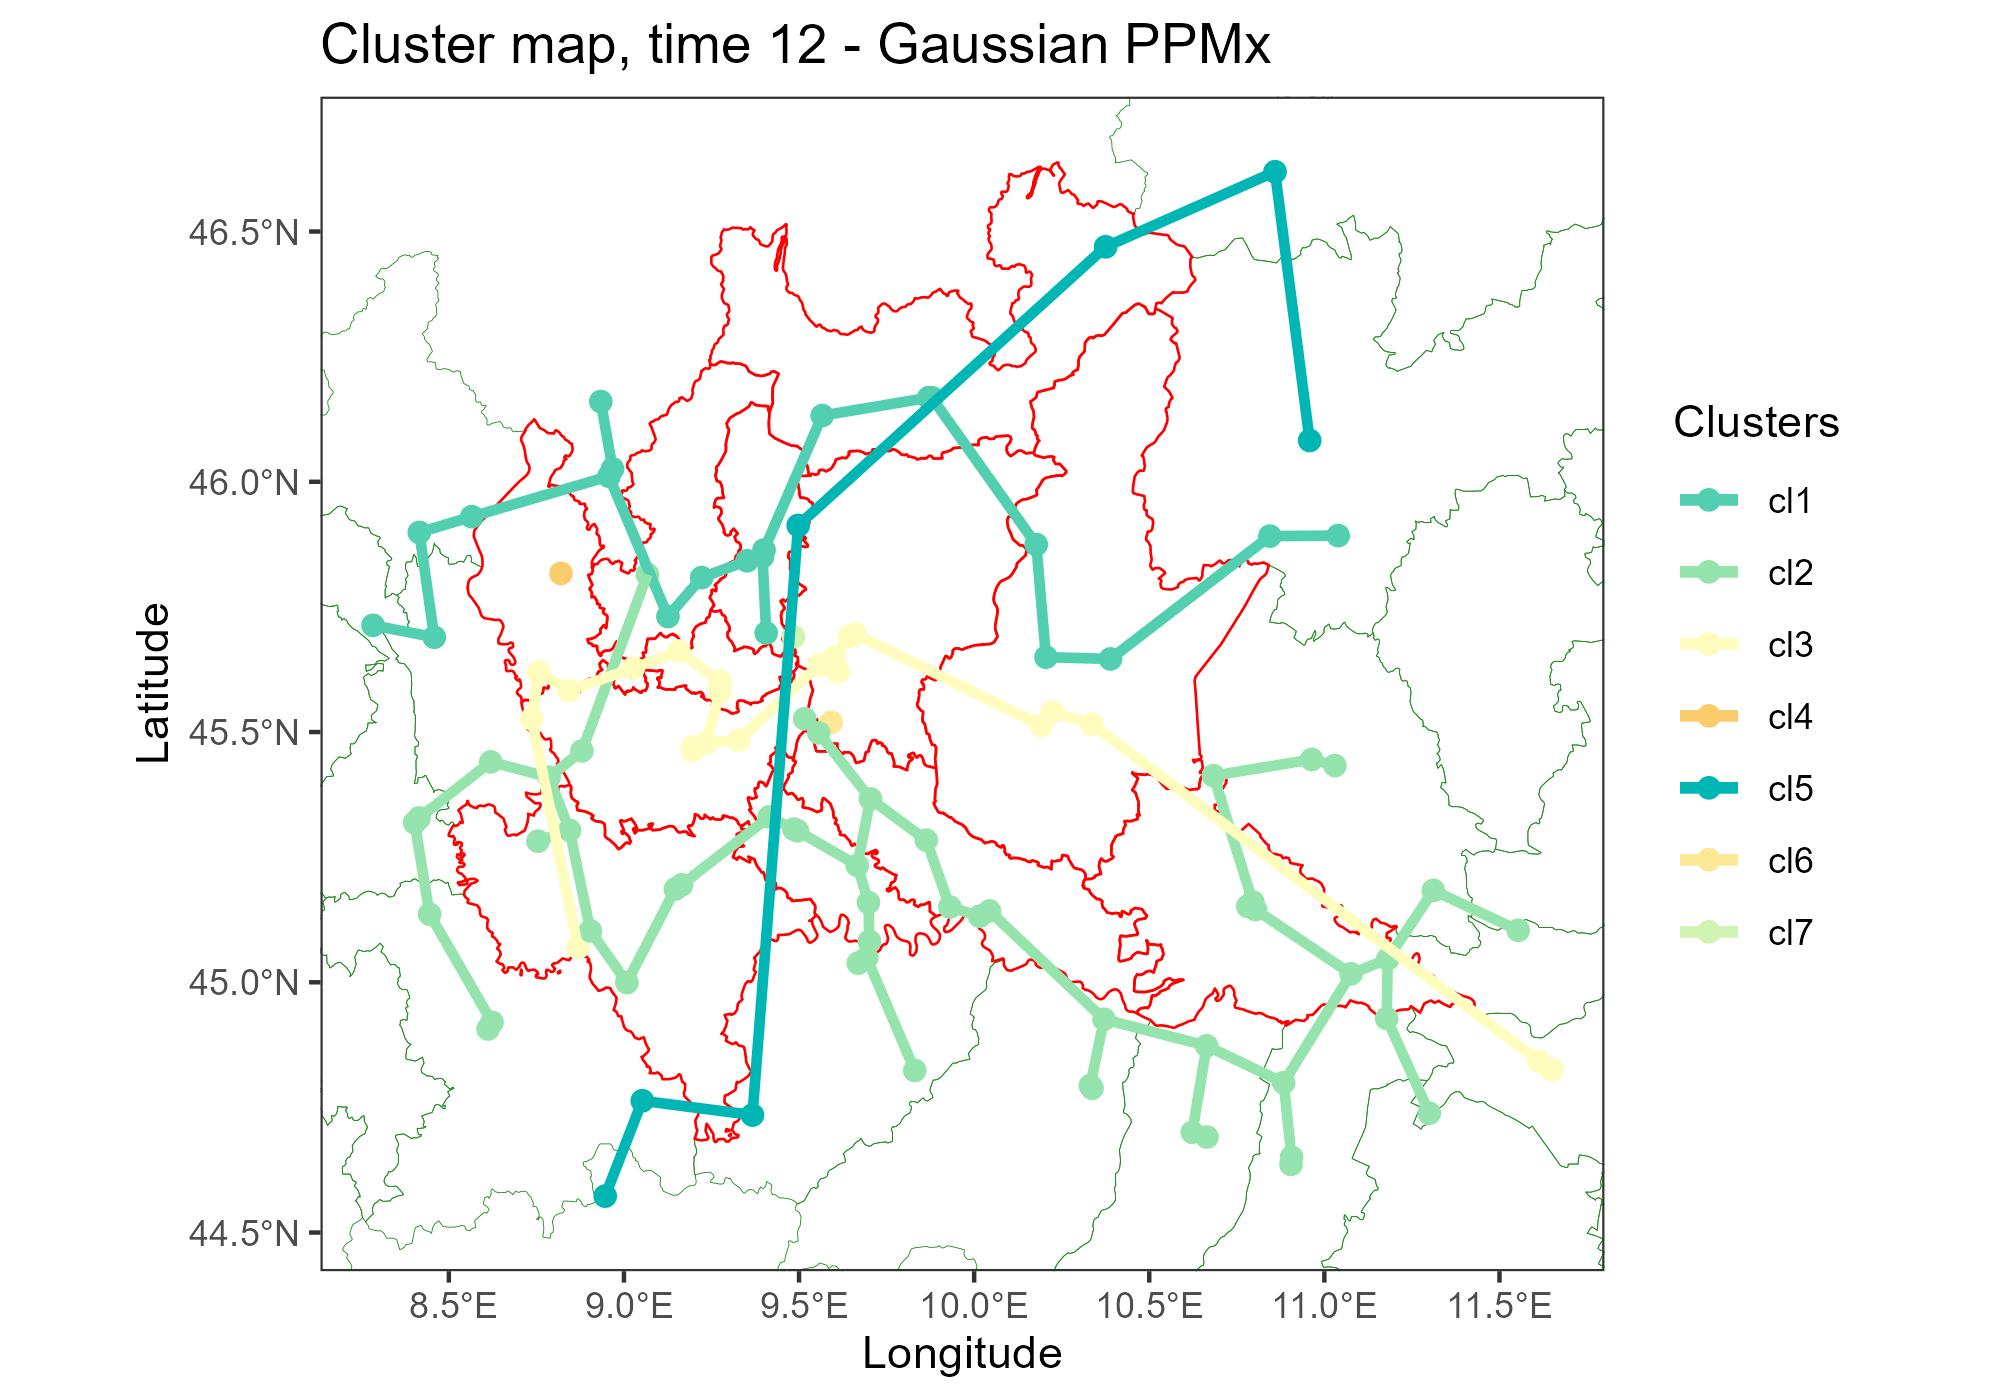 Cluster map, time 12 - Gaussian PPMx
46.5°N
46.0°N
45.5°N
45.0°N
44.5°N
Latitude
8.5°E
9.0°E
9.5°E
10.0°E
10.5°E
11.0°E
11.5°E
Longitude
Clusters
cl1
cl2
cl3
cl4
cl5
cl6
cl7